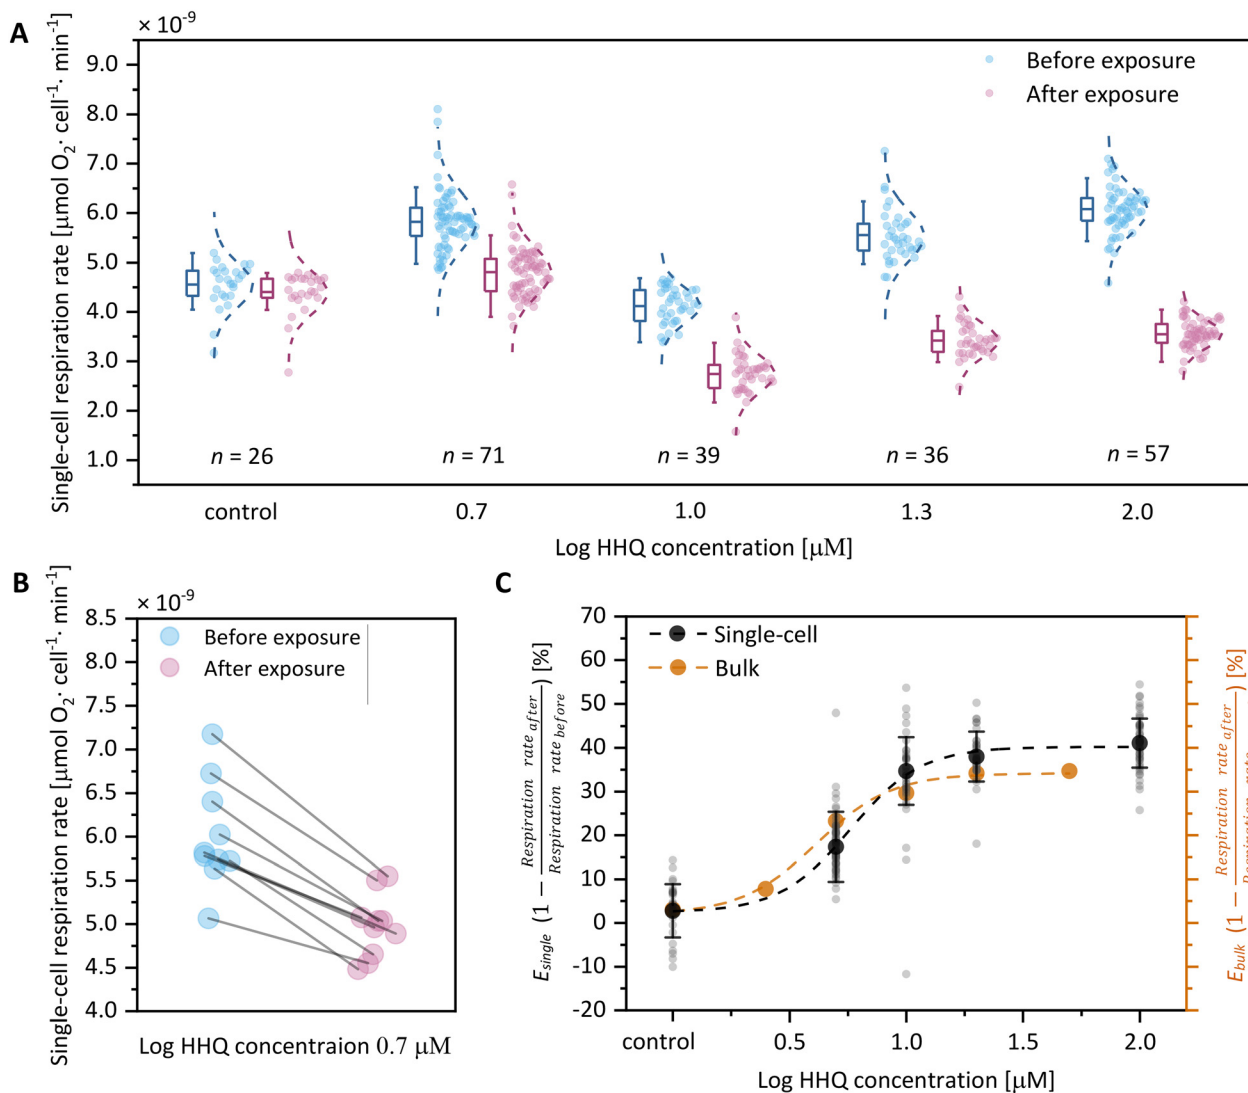 A
× 10⁻⁹
Single-cell respiration rate [µmol O₂· cell⁻¹· min⁻¹]
9.0
8.0
7.0
6.0
5.0
4.0
3.0
2.0
1.0
Before exposure
After exposure
n = 26
n = 71
n = 39
n = 36
n = 57
control
0.7
1.0
1.3
2.0
Log HHQ concentration [µM]
B
× 10⁻⁹
Single-cell respiration rate [µmol O₂· cell⁻¹· min⁻¹]
8.5
8.0
7.5
7.0
6.5
6.0
5.5
5.0
4.5
4.0
Before exposure
After exposure
Log HHQ concentraion 0.7 µM
C
E_single (1 − Respiration rate_after / Respiration rate_before) [%]
70
60
50
40
30
20
10
0
-10
-20
Single-cell
Bulk
control
0.5
1.0
1.5
2.0
Log HHQ concentration [µM]
E_bulk (1 − Respiration rate_after / rate) [%]